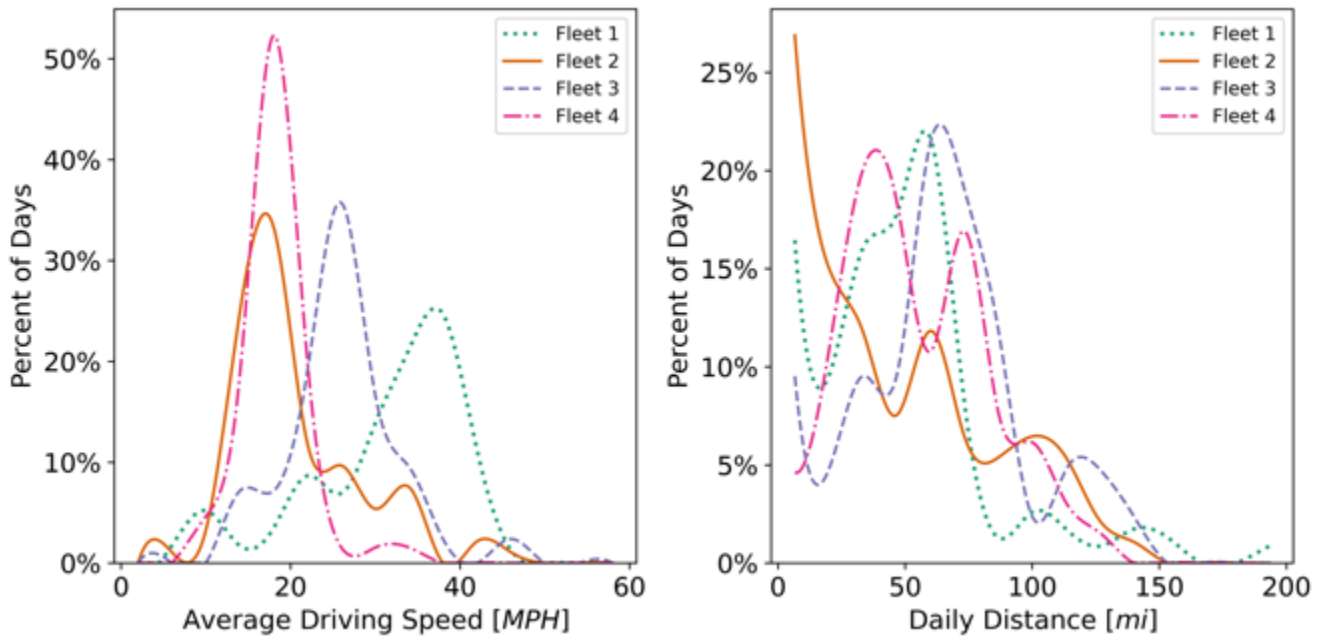 50%
40%
30%
20%
10%
0%
Percent of Days
0 20 40 60
Average Driving Speed [MPH]
Fleet 1
Fleet 2
Fleet 3
Fleet 4
25%
20%
15%
10%
5%
0%
Percent of Days
0 50 100 150 200
Daily Distance [mi]
Fleet 1
Fleet 2
Fleet 3
Fleet 4